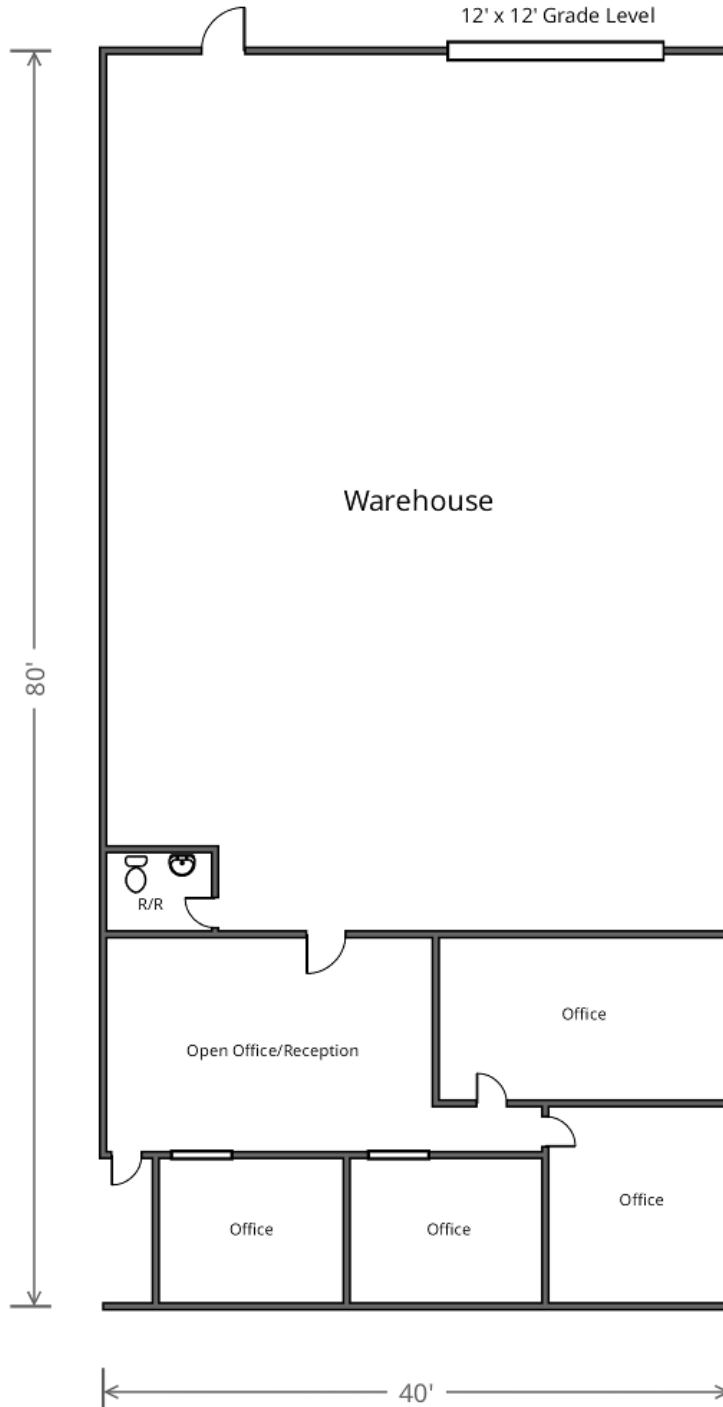 12' x 12' Grade Level
Warehouse
80'
R/R
Office
Open Office/Reception
Office
Office
Office
40'